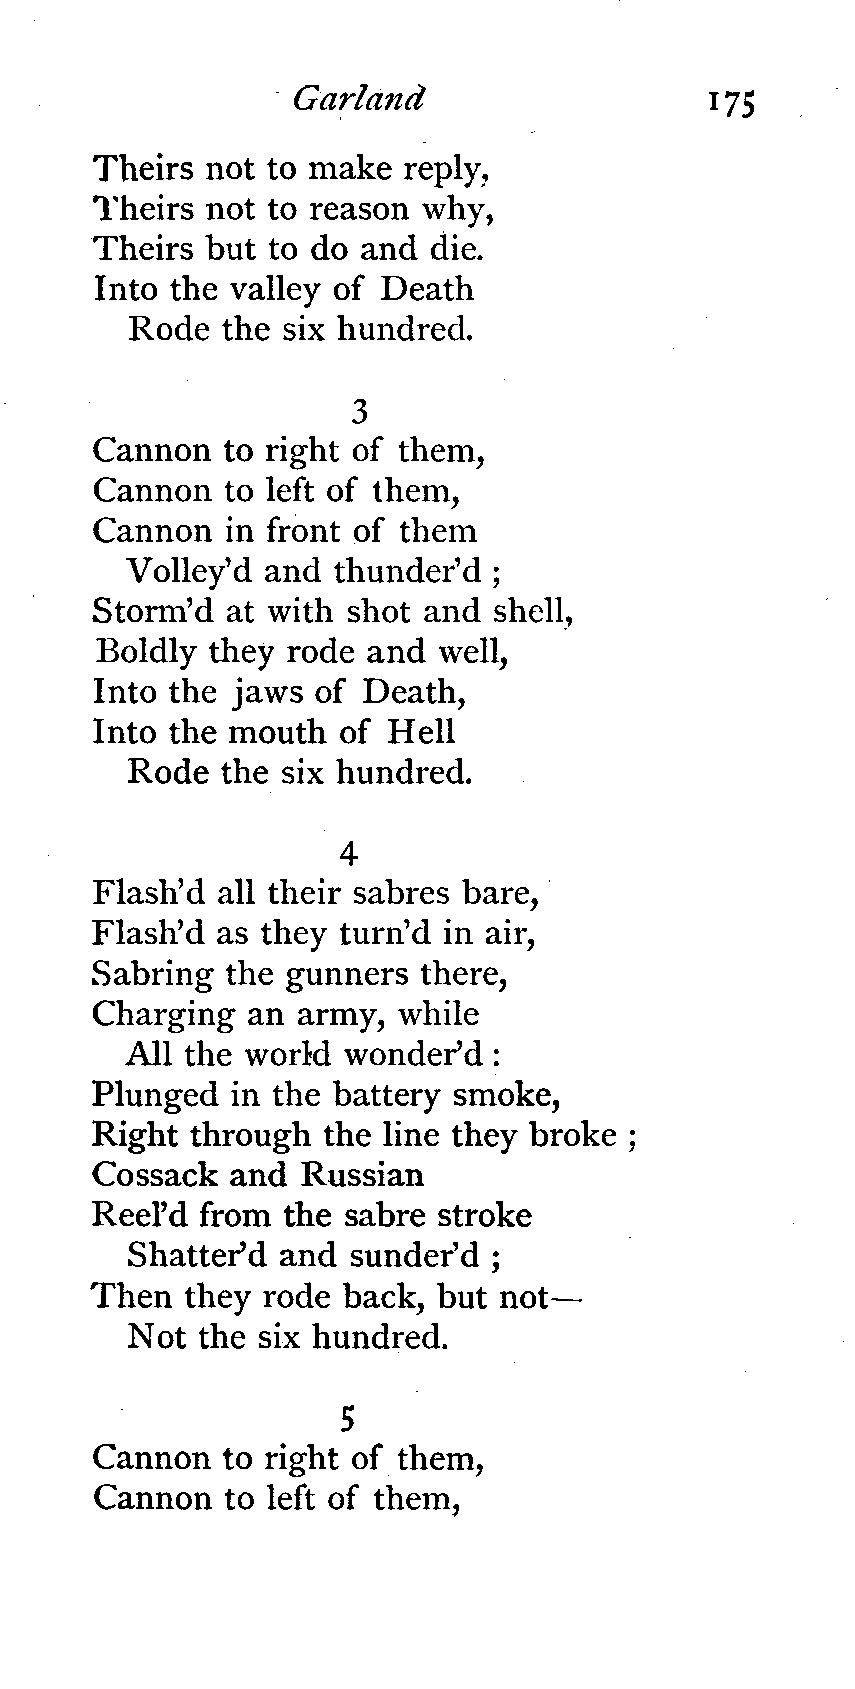 Garland 175
Theirs not to make reply,
Theirs not to reason why,
Theirs but to do and die.
Into the valley of Death
Rode the six hundred.
3
Cannon to right of them,
Cannon to left of them,
Cannon in front of them
Volley'd and thunder'd ;
Storm'd at with shot and shell,
Boldly they rode and well,
Into the jaws of Death,
Into the mouth of Hell
Rode the six hundred.
4
Flash'd all their sabres bare,
Flash'd as they turn'd in air,
Sabring the gunners there,
Charging an army, while
All the world wonder'd :
Plunged in the battery smoke,
Right through the line they broke ;
Cossack and Russian
Reel'd from the sabre stroke
Shatter'd and sunder'd ;
Then they rode back, but not—
Not the six hundred.
5
Cannon to right of them,
Cannon to left of them,